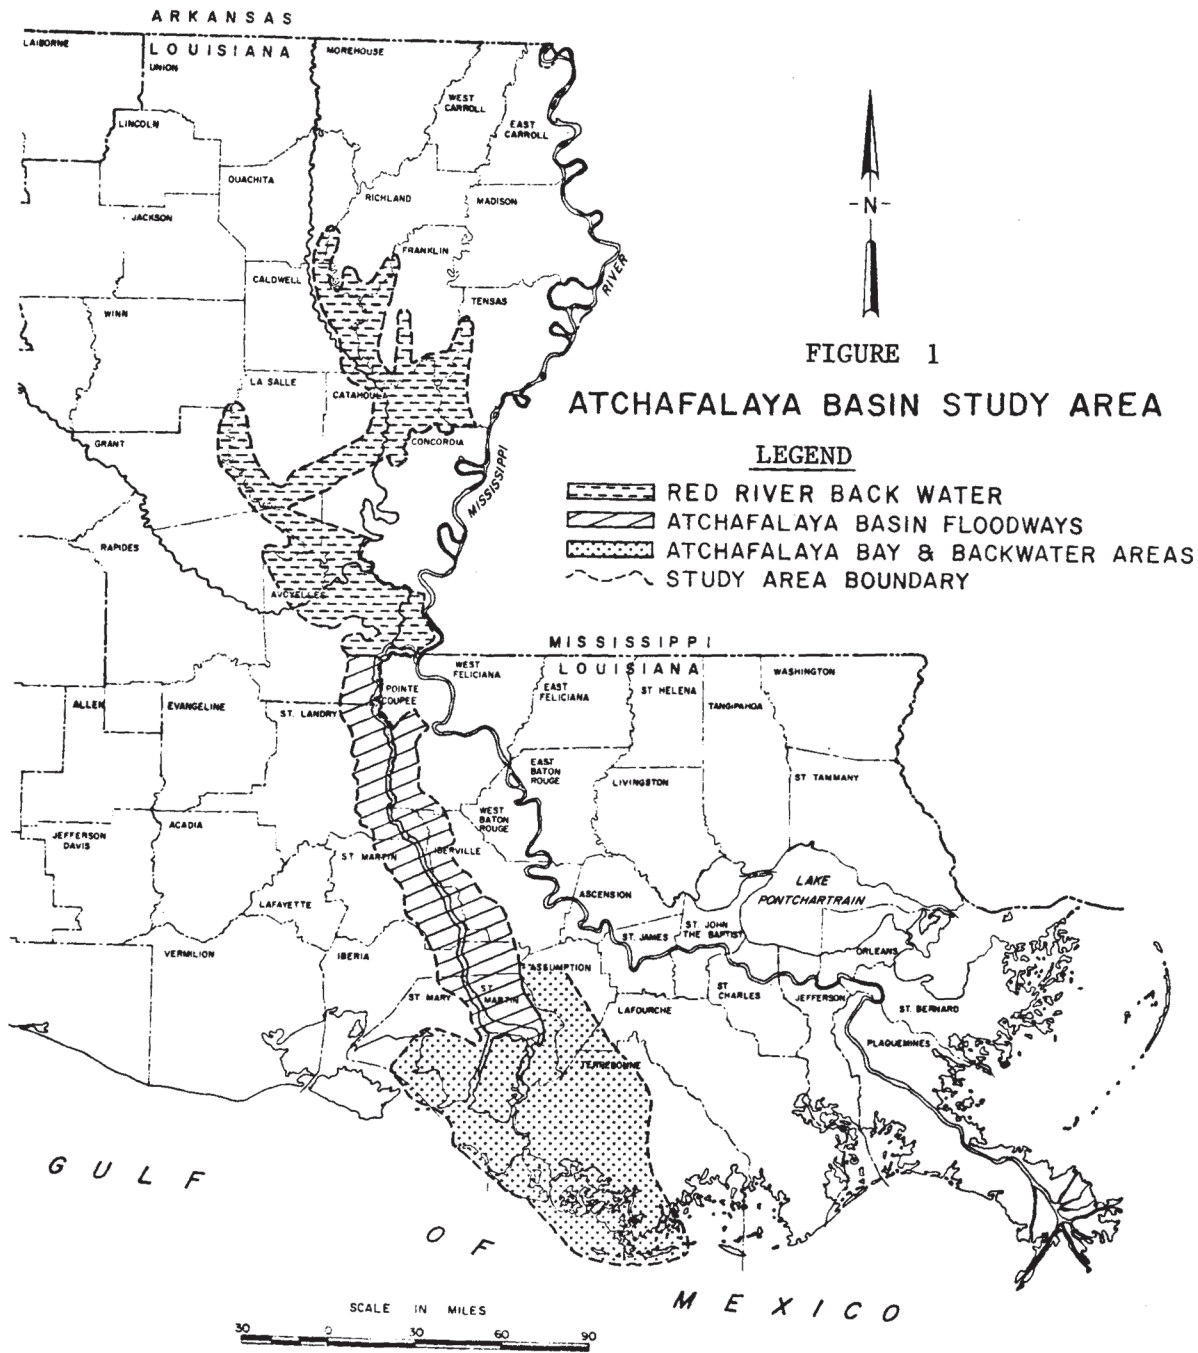 ARKANSAS
LOUISIANA
LAIBORNE
UNION
MOREHOUSE
WEST
CARROLL
EAST
CARROLL
LINCOLN
OUACHITA
RICHLAND
MADISON
JACKSON
FRANKLIN
CALDWELL
TENSAS
RIVER
WINN
-N-
FIGURE 1
ATCHAFALAYA BASIN STUDY AREA
LEGEND
RED RIVER BACK WATER
ATCHAFALAYA BASIN FLOODWAYS
ATCHAFALAYA BAY & BACKWATER AREAS
STUDY AREA BOUNDARY
LA SALLE
CATAHOULA
GRANT
CONCORDIA
MISSISSIPPI
RAPIDES
AVOYELLES
MISSISSIPPI
LOUISIANA
WEST
FELICIANA
EAST
FELICIANA
ST HELENA
TANGIPAHOA
WASHINGTON
POINTE
COUPEE
ALLEN
EVANGELINE
ST. LANDRY
EAST
BATON
ROUGE
LIVINGSTON
ST TAMMANY
WEST
BATON
ROUGE
JEFFERSON
DAVIS
ACADIA
ST MARTIN
IBERVILLE
LAFAYETTE
ASCENSION
LAKE
PONTCHARTRAIN
ST. JAMES
ST. JOHN
THE BAPTIST
ORLEANS
VERMILION
IBERIA
ASSUMPTION
ST MARY
ST
MARTIN
LAFOURCHE
ST
CHARLES
JEFFERSON
ST. BERNARD
PLAQUEMINES
TERREBONNE
GULF
OF
MEXICO
SCALE IN MILES
30 0 30 60 90